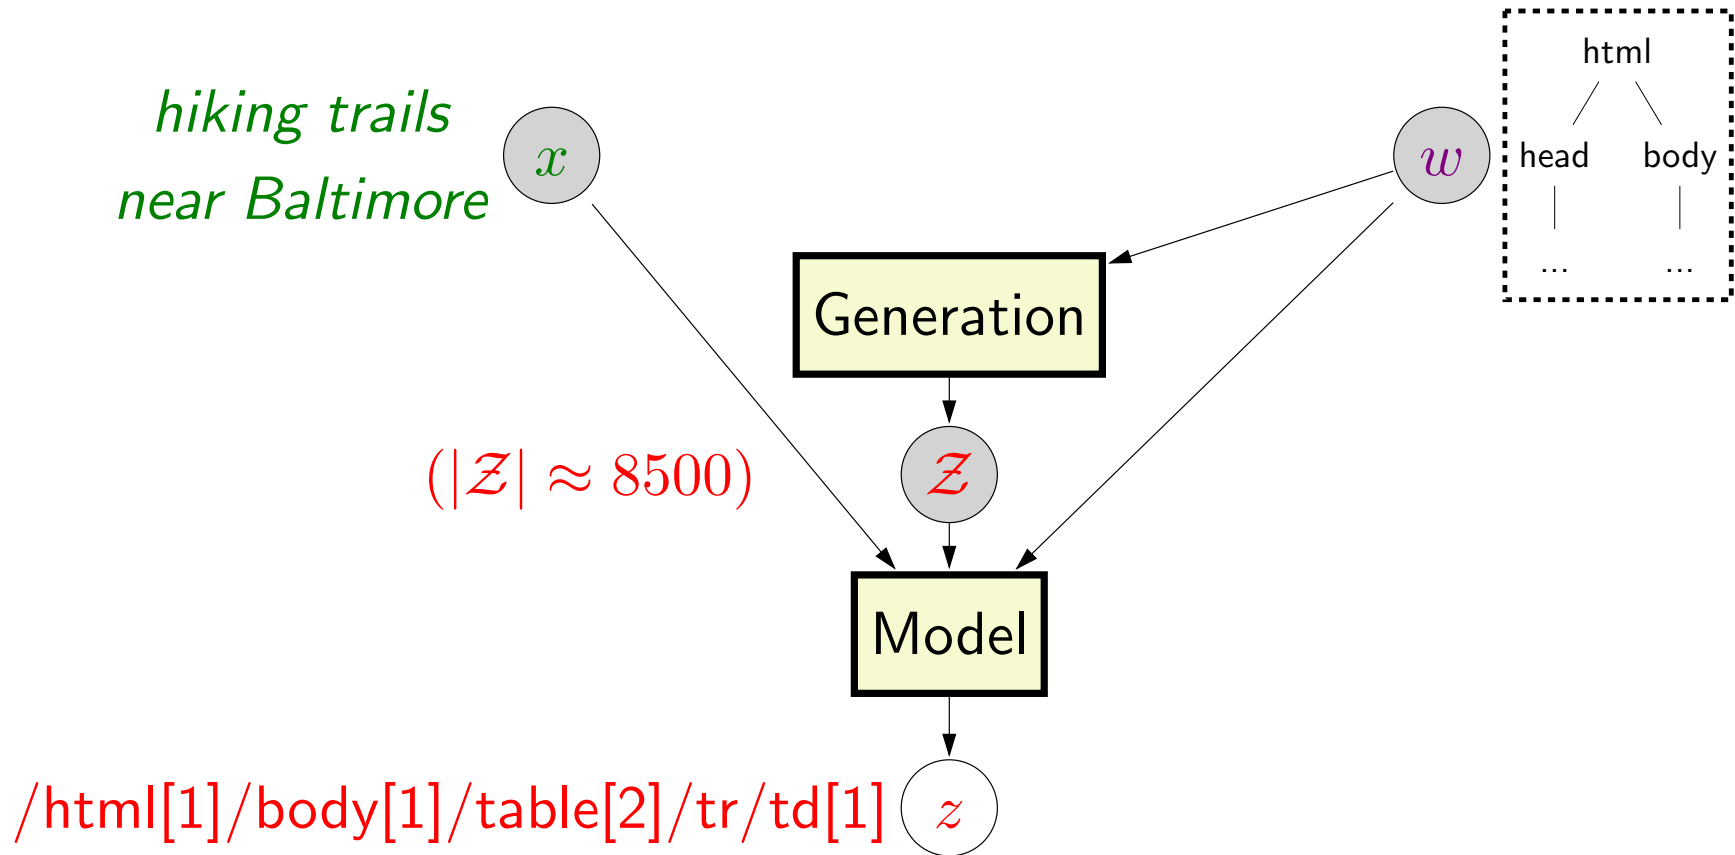 html
hiking trails
x
w
head body
near Baltimore
... ...
Generation
(|𝒵| ≈ 8500)
𝒵
Model
/html[1]/body[1]/table[2]/tr/td[1]
z